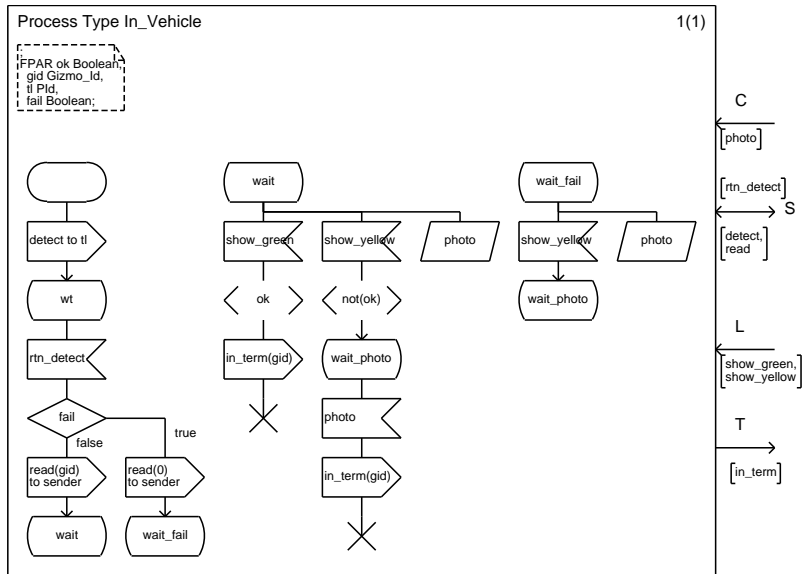 Process Type In_Vehicle
1(1)
;
FPAR ok Boolean,
gid Gizmo_Id,
tl PId,
fail Boolean;
C
[photo]
wait
wait_fail
[rtn_detect]
S
detect to tl
show_green
show_yellow
photo
show_yellow
photo
[detect,
read]
wt
ok
not(ok)
wait_photo
L
rtn_detect
in_term(gid)
wait_photo
[show_green,
show_yellow]
fail
photo
T
false
true
read(gid)
to sender
read(0)
to sender
in_term(gid)
[in_term]
wait
wait_fail